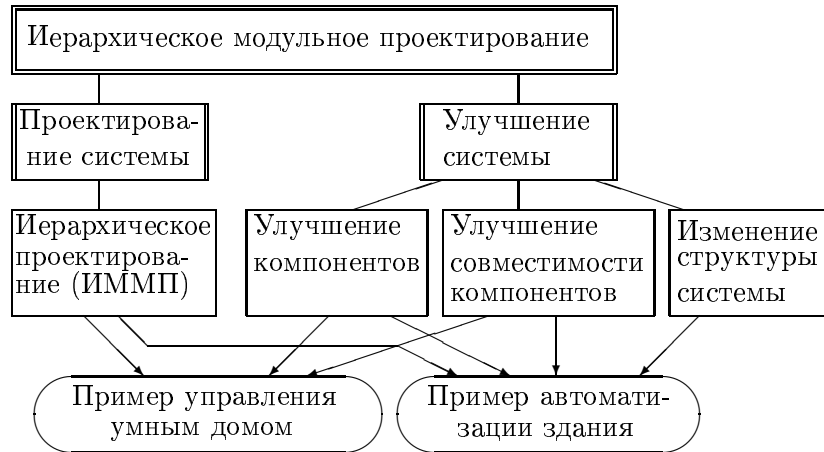 Иерархическое модульное проектирование
Проектирова-
ние системы
Улучшение
системы
Иерархическое
проектирова-
ние (ИММП)
Улучшение
компонентов
Улучшение
совместимости
компонентов
Изменение
структуры
системы
Пример управления
умным домом
Пример автомати-
зации здания